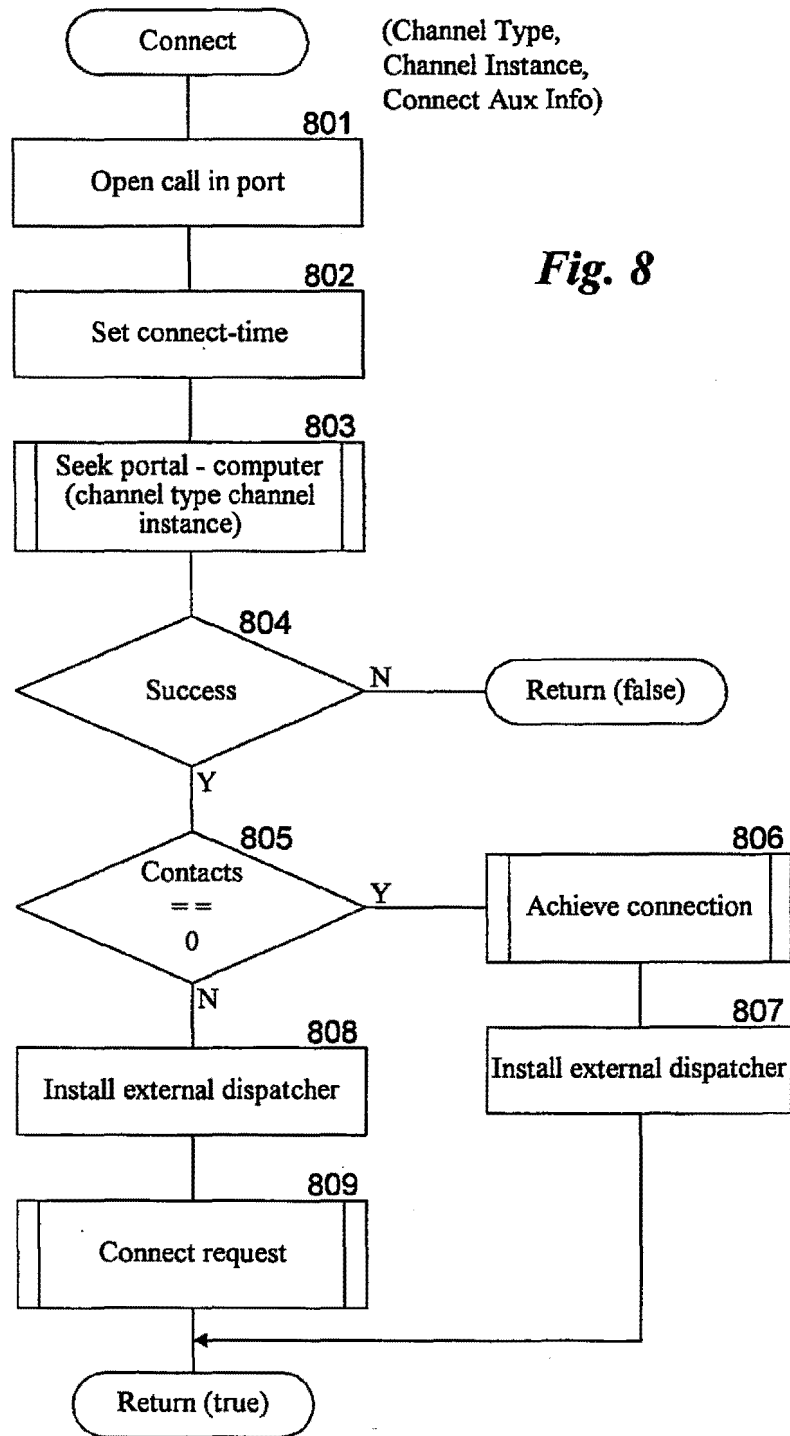 Connect
(Channel Type,
Channel Instance,
Connect Aux Info)
801
Open call in port
Fig. 8
802
Set connect-time
803
Seek portal - computer
(channel type channel
instance)
804
Success
N
Return (false)
Y
805
Contacts
= =
0
Y
806
Achieve connection
N
807
Install external dispatcher
808
Install external dispatcher
809
Connect request
Return (true)